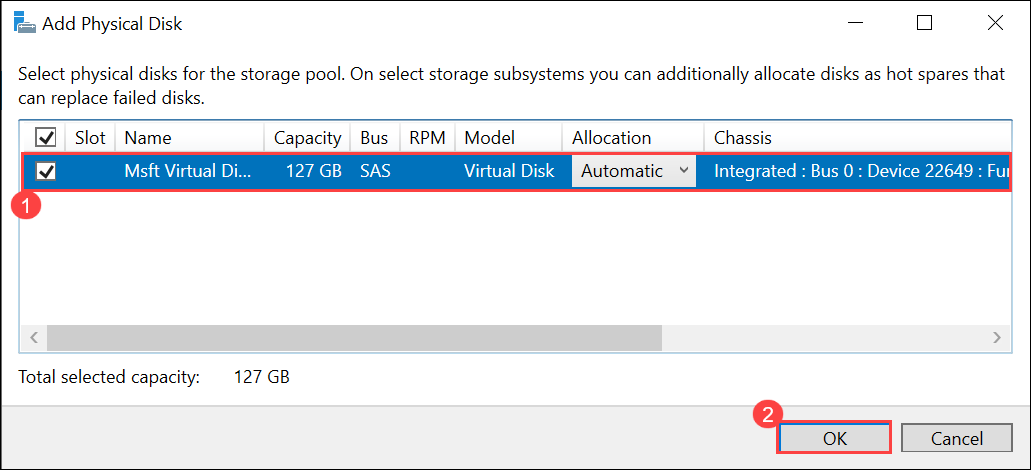 Add Physical Disk
Select physical disks for the storage pool. On select storage subsystems you can additionally allocate disks as hot spares that
can replace failed disks.
Slot Name Capacity Bus RPM Model Allocation Chassis
Msft Virtual Di... 127 GB SAS Virtual Disk Automatic Integrated : Bus 0 : Device 22649 : Fun
1
Total selected capacity: 127 GB
2
OK Cancel